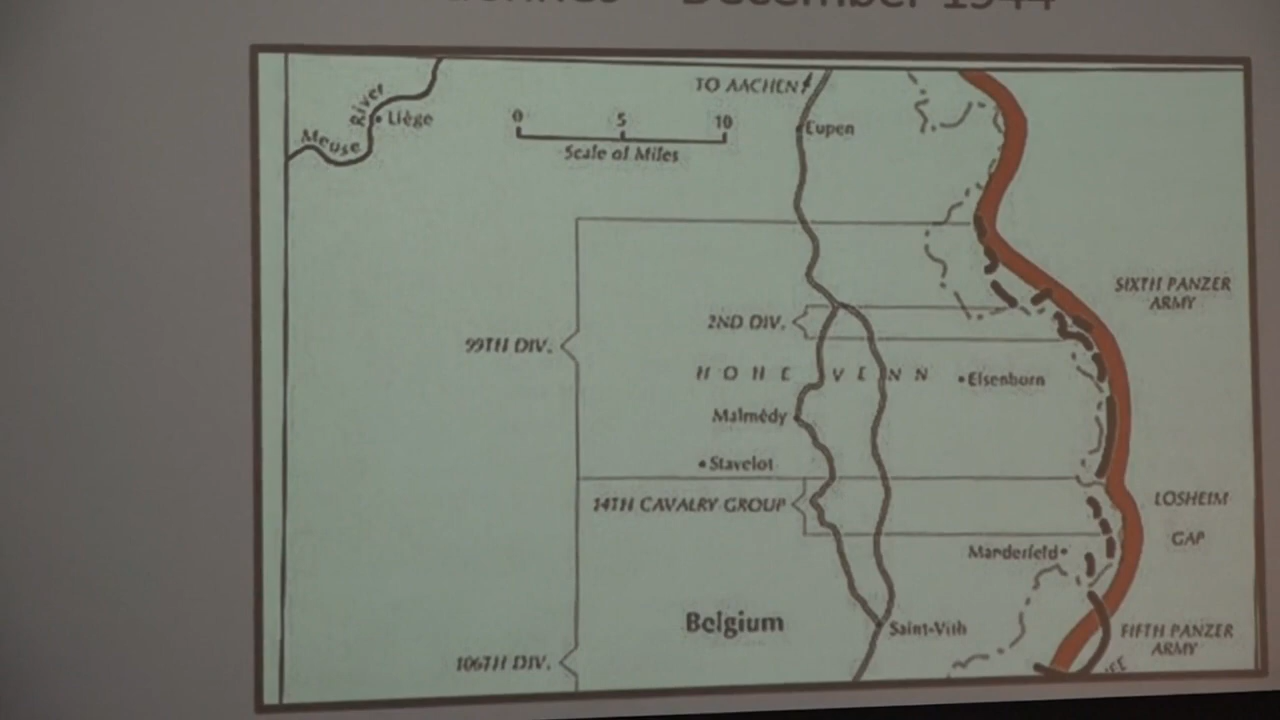 December 1944
TO AACHEN
Meuse River
Liège
0 5 10
Scale of Miles
Eupen
SIXTH PANZER
ARMY
2ND DIV.
99TH DIV.
HOHE VENN
Elsenborn
Malmédy
Stavelot
14TH CAVALRY GROUP
LOSHEIM
GAP
Manderfeld
Belgium
Saint-Vith
FIFTH PANZER
ARMY
106TH DIV.